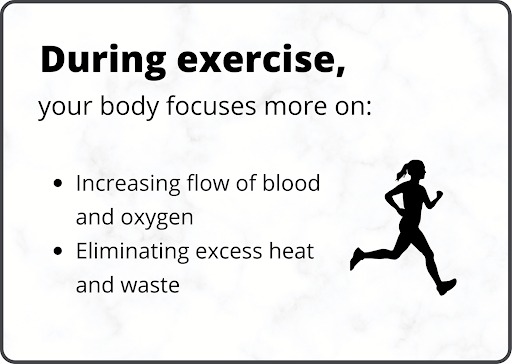 During exercise,
your body focuses more on:
• Increasing flow of blood
and oxygen
• Eliminating excess heat
and waste